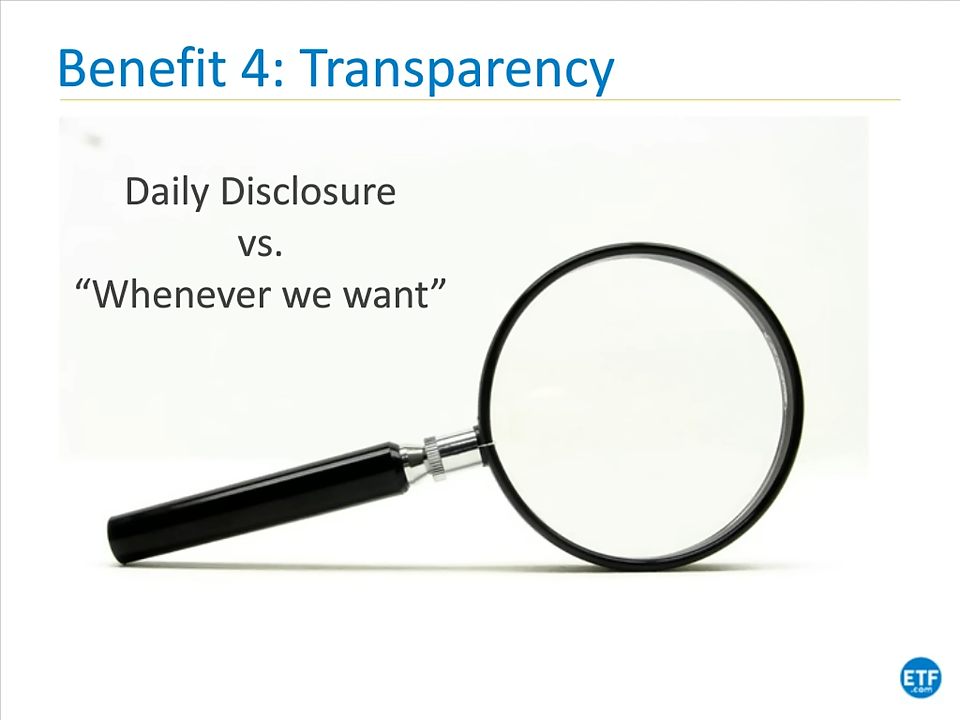 Benefit 4: Transparency
Daily Disclosure
vs.
“Whenever we want”
ETF
.com